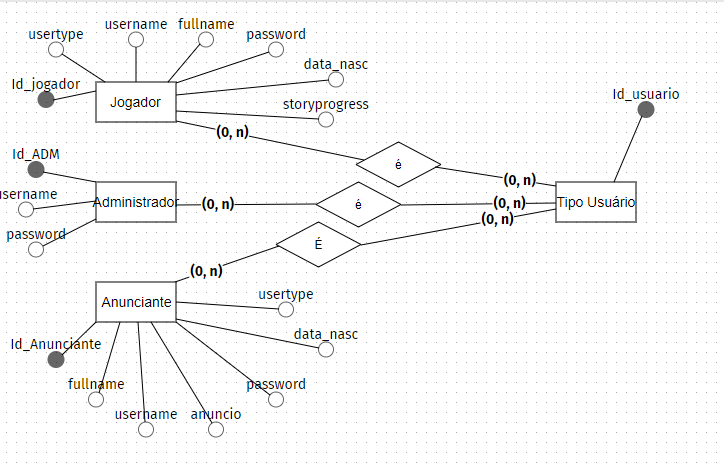 username
fullname
usertype
password
data_nasc
Id_jogador
Id_usuario
Jogador
storyprogress
(0, n)
Id_ADM
é
(0, n)
username
Administrador
(0, n)
é
(0, n)
Tipo Usuário
(0, n)
password
É
(0, n)
usertype
Anunciante
data_nasc
Id_Anunciante
fullname
password
username
anuncio